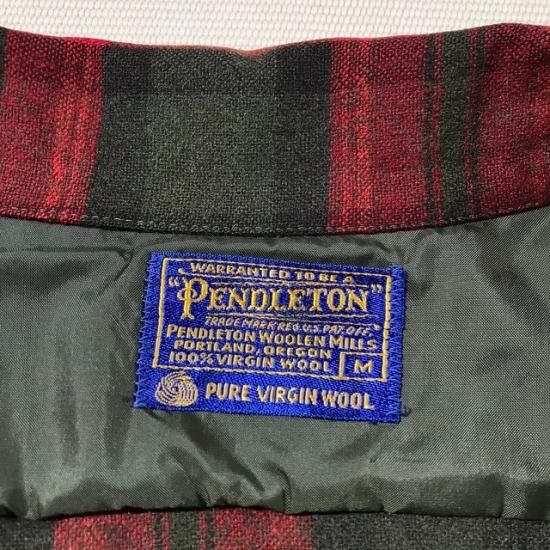 WARRANTED TO BE A
"PENDLETON"
TRADE MARK REG. U.S. PAT. OFF.
PENDLETON WOOLEN MILLS
PORTLAND, OREGON
100% VIRGIN WOOL M
PURE VIRGIN WOOL